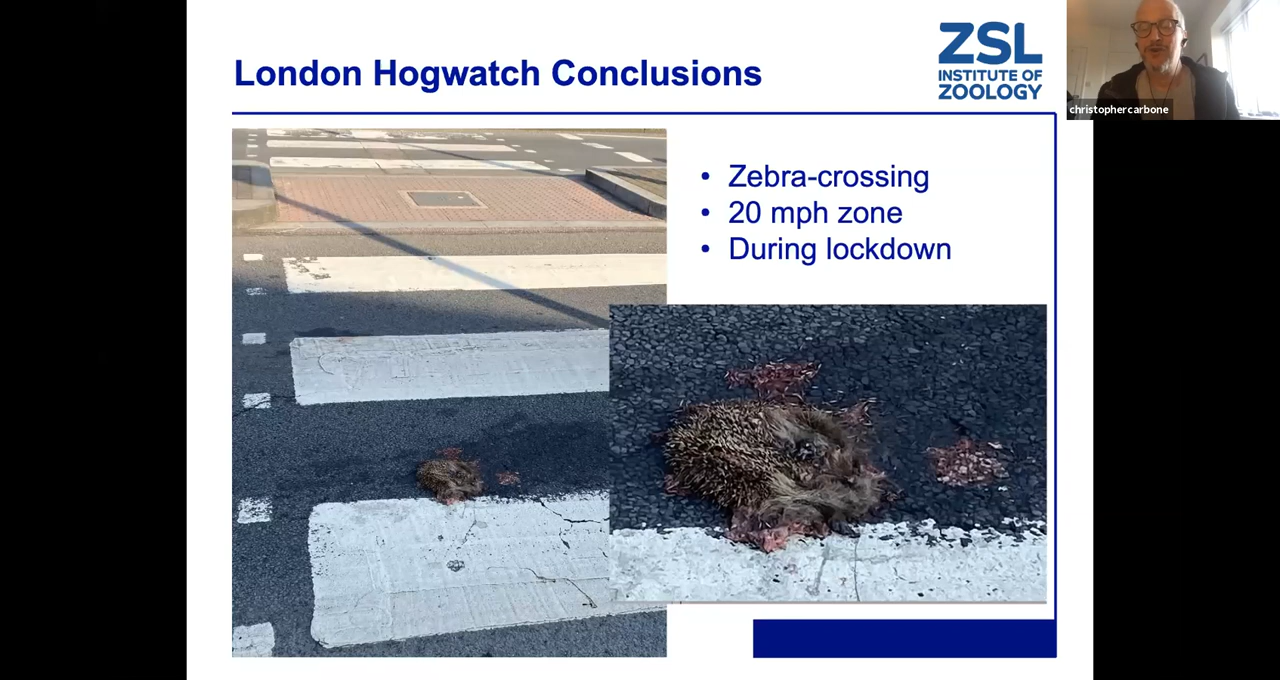 London Hogwatch Conclusions
ZSL
INSTITUTE OF
ZOOLOGY
christophercarbone
• Zebra-crossing
• 20 mph zone
• During lockdown